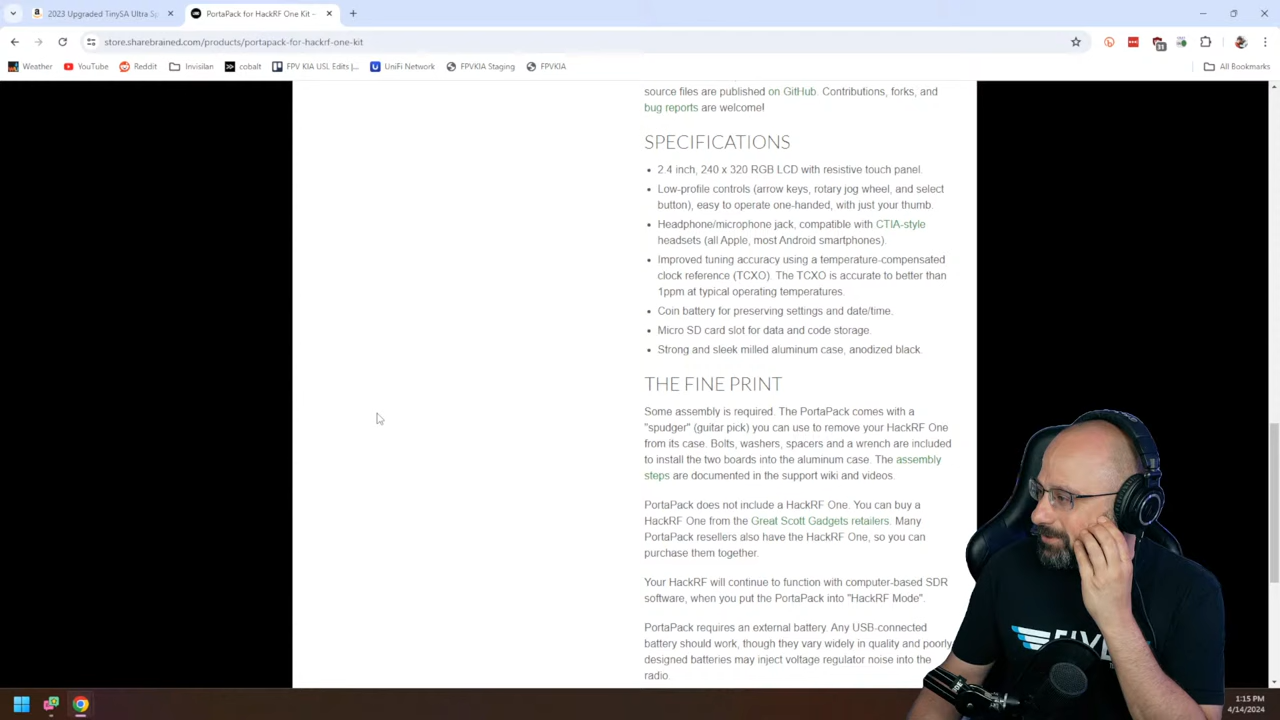 2023 Upgraded TinySA Ultra Sp
PortaPack for HackRF One Kit –
store.sharebrained.com/products/portapack-for-hackrf-one-kit
11
Weather
YouTube
Reddit
Invisilan
cobalt
FPV KIA USL Edits |...
UniFi Network
FPVKIA Staging
FPVKIA
All Bookmarks
source files are published on GitHub. Contributions, forks, and
bug reports are welcome!
SPECIFICATIONS
• 2.4 inch, 240 x 320 RGB LCD with resistive touch panel.
• Low-profile controls (arrow keys, rotary jog wheel, and select
button), easy to operate one-handed, with just your thumb.
• Headphone/microphone jack, compatible with CTIA-style
headsets (all Apple, most Android smartphones).
• Improved tuning accuracy using a temperature-compensated
clock reference (TCXO). The TCXO is accurate to better than
1ppm at typical operating temperatures.
• Coin battery for preserving settings and date/time.
• Micro SD card slot for data and code storage.
• Strong and sleek milled aluminum case, anodized black.
THE FINE PRINT
Some assembly is required. The PortaPack comes with a
"spudger" (guitar pick) you can use to remove your HackRF One
from its case. Bolts, washers, spacers and a wrench are included
to install the two boards into the aluminum case. The assembly
steps are documented in the support wiki and videos.
PortaPack does not include a HackRF One. You can buy a
HackRF One from the Great Scott Gadgets retailers. Many
PortaPack resellers also have the HackRF One, so you can
purchase them together.
Your HackRF will continue to function with computer-based SDR
software, when you put the PortaPack into "HackRF Mode".
PortaPack requires an external battery. Any USB-connected
battery should work, though they vary widely in quality and poorly
designed batteries may inject voltage regulator noise into the
radio.
1:15 PM
4/14/2024